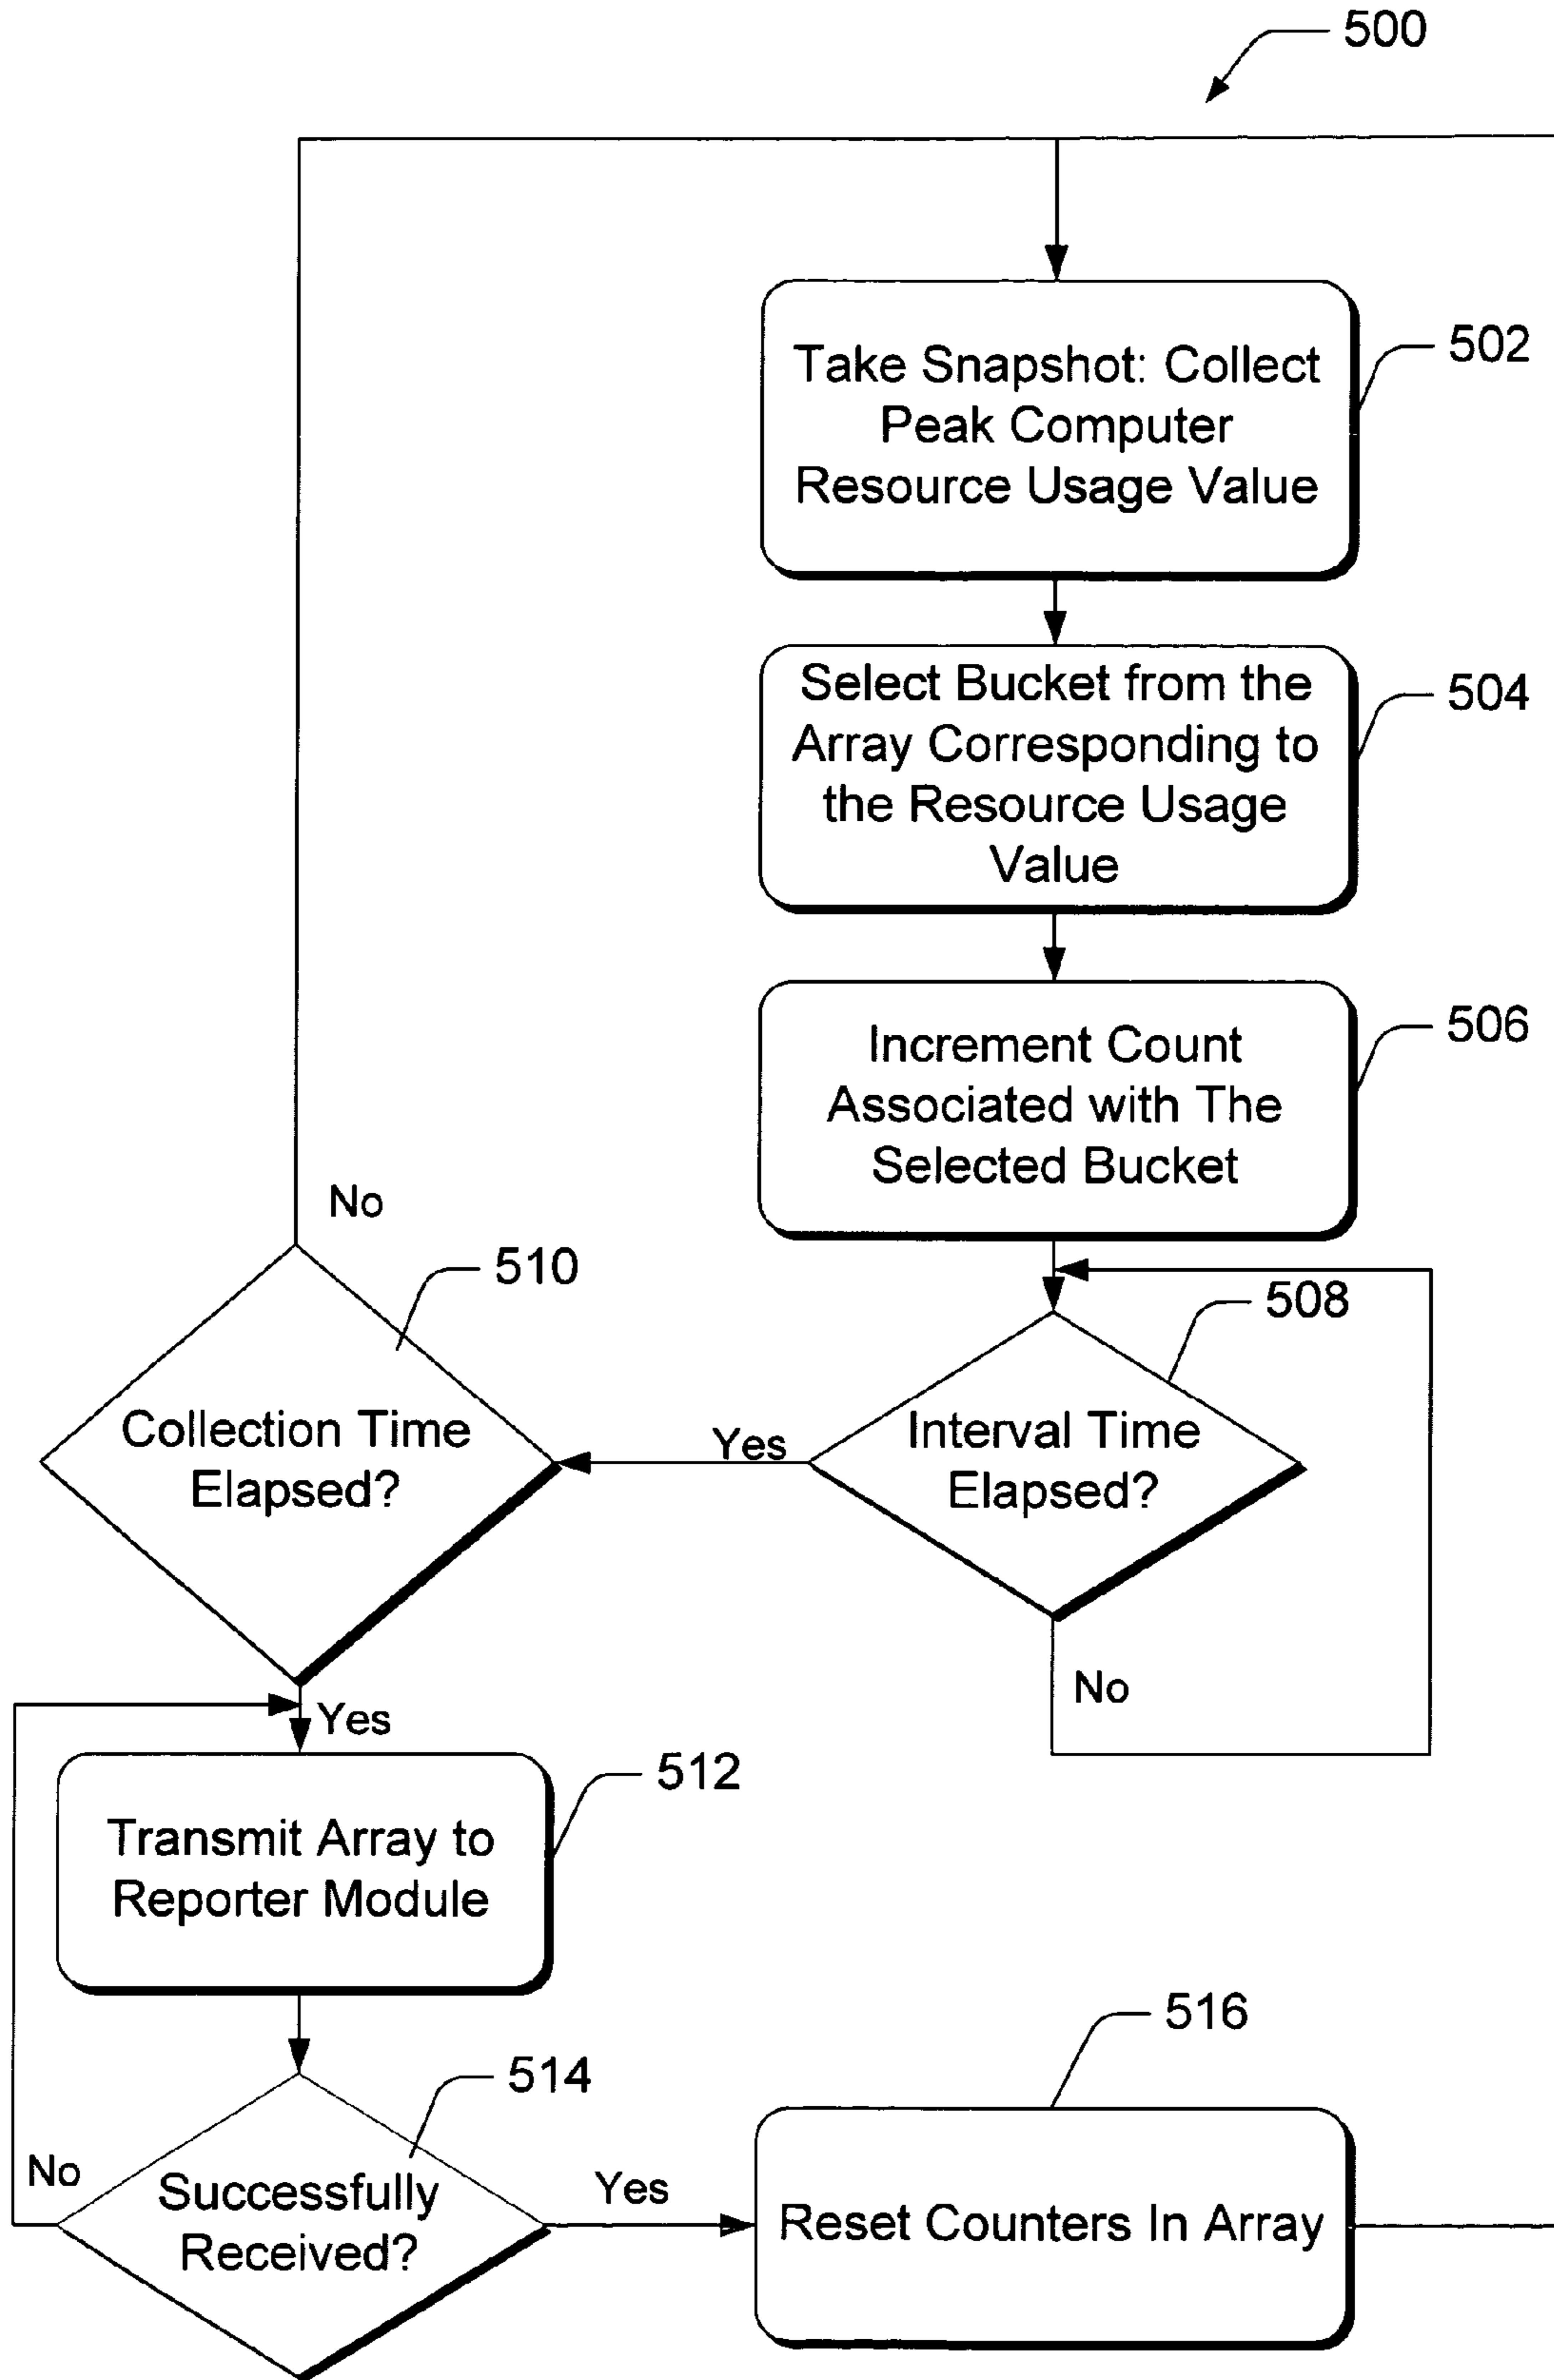 500
Take Snapshot: Collect
Peak Computer
Resource Usage Value
502
Select Bucket from the
Array Corresponding to
the Resource Usage
Value
504
Increment Count
Associated with The
Selected Bucket
506
No
510
508
Collection Time
Elapsed?
Yes
Interval Time
Elapsed?
No
Yes
Transmit Array to
Reporter Module
512
516
514
No
Successfully
Received?
Yes
Reset Counters In Array